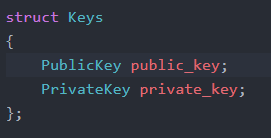 struct Keys
{
    PublicKey public_key;
    PrivateKey private_key;
};